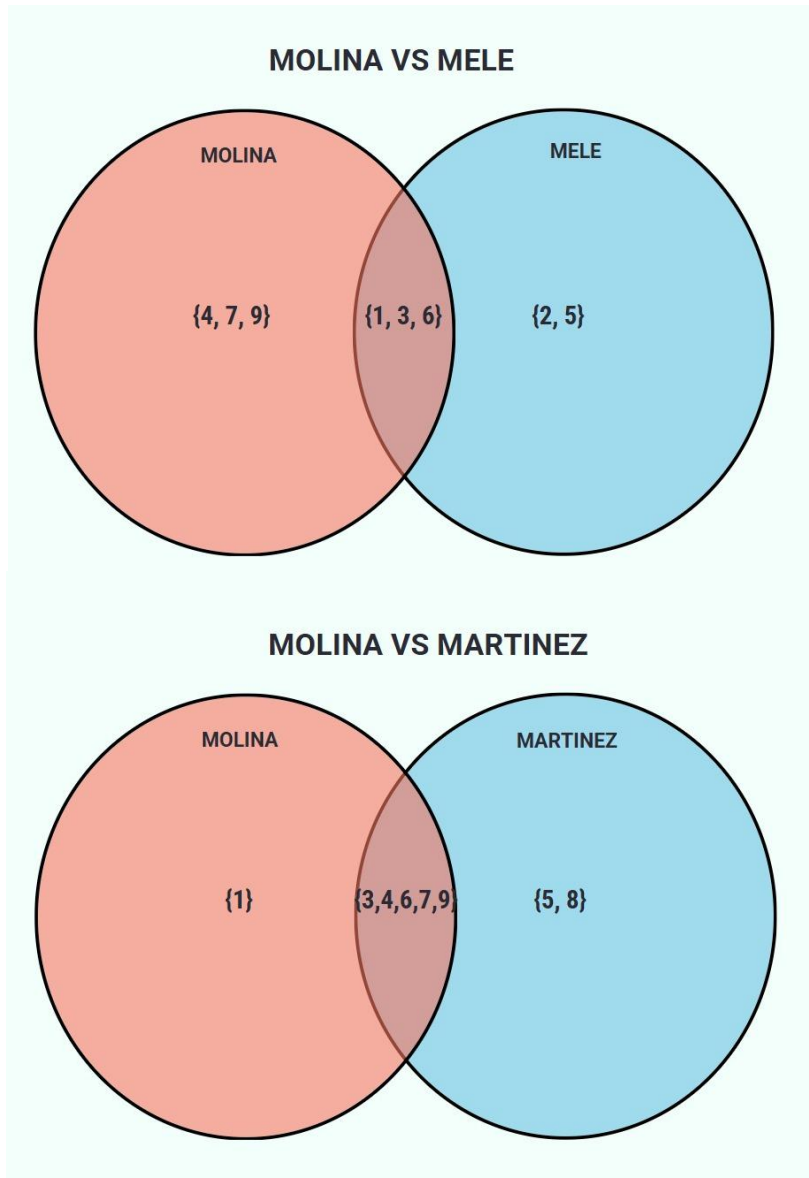 MOLINA VS MELE
MOLINA
MELE
{4, 7, 9}
{1, 3, 6}
{2, 5}
MOLINA VS MARTINEZ
MOLINA
MARTINEZ
{1}
{3,4,6,7,9}
{5, 8}